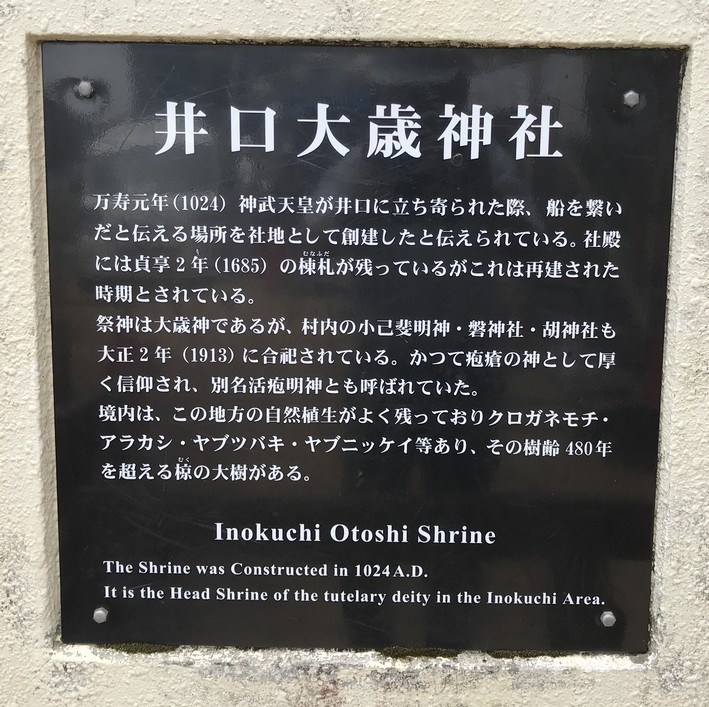 井口大歳神社
万寿元年(1024) 神武天皇が井口に立ち寄られた際、船を繋い
だと伝える場所を社地として創建したと伝えられている。社殿
には貞享2年(1685) の棟札が残っているがこれは再建された
むなふだ
時期とされている。
祭神は大歳神であるが、村内の小己斐明神・磐神社・胡神社も
大正2年 (1913) に合祀されている。かつて疱瘡の神として厚
く信仰され、別名活疱明神とも呼ばれていた。
境内は、この地方の自然植生がよく残っておりクロガネモチ・
アラカシ・ヤブツバキ・ヤブニッケイ等あり、その樹齢480年
を超える椋の大樹がある。
むく
Inokuchi Otoshi Shrine
The Shrine was Constructed in 1024 A.D.
It is the Head Shrine of the tutelary deity in the Inokuchi Area.